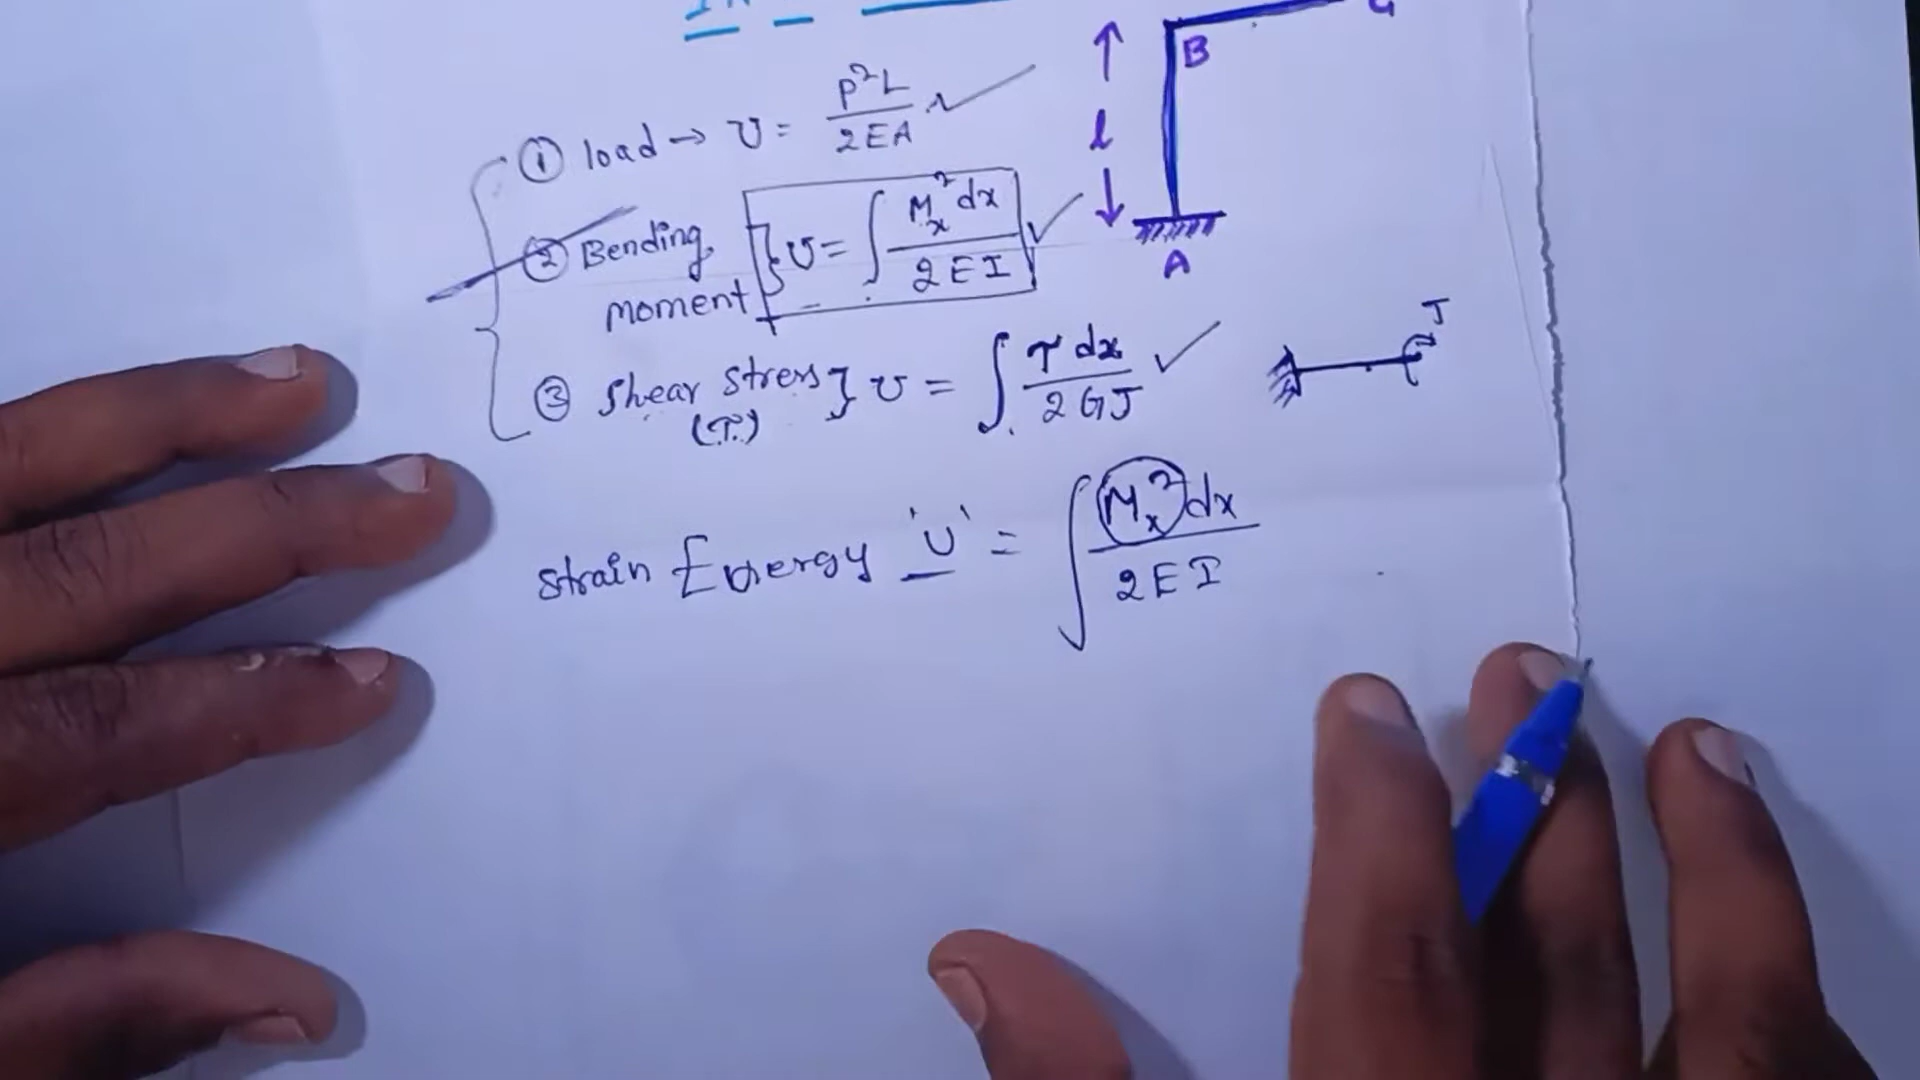 ① load → U = P²L / 2EA
② Bending moment } U = ∫ Mx² dx / 2EI
③ Shear stress (τ) } U = ∫ τ dx / 2GJ
Strain Energy 'U' = ∫ Mx² dx / 2EI
B
l
A
J